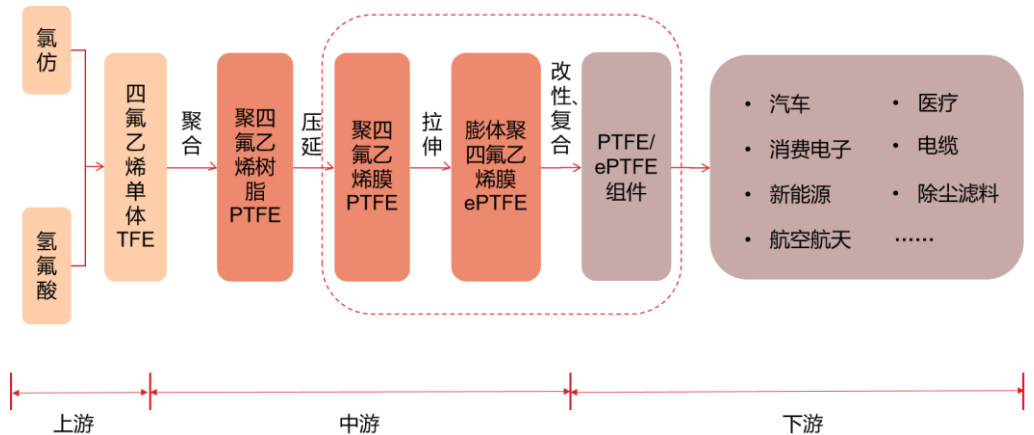 氯
仿
氢
氟
酸
四
氟
乙
烯
单
体
TFE
聚
合
聚四
氟乙
烯树
脂
PTFE
压
延
聚四
氟乙
烯膜
PTFE
拉
伸
膨体聚
四氟乙
烯膜
ePTFE
改
性、
复
合
PTFE/
ePTFE
组件
• 汽车
• 消费电子
• 新能源
• 航空航天
• 医疗
• 电缆
• 除尘滤料
……
上游
中游
下游